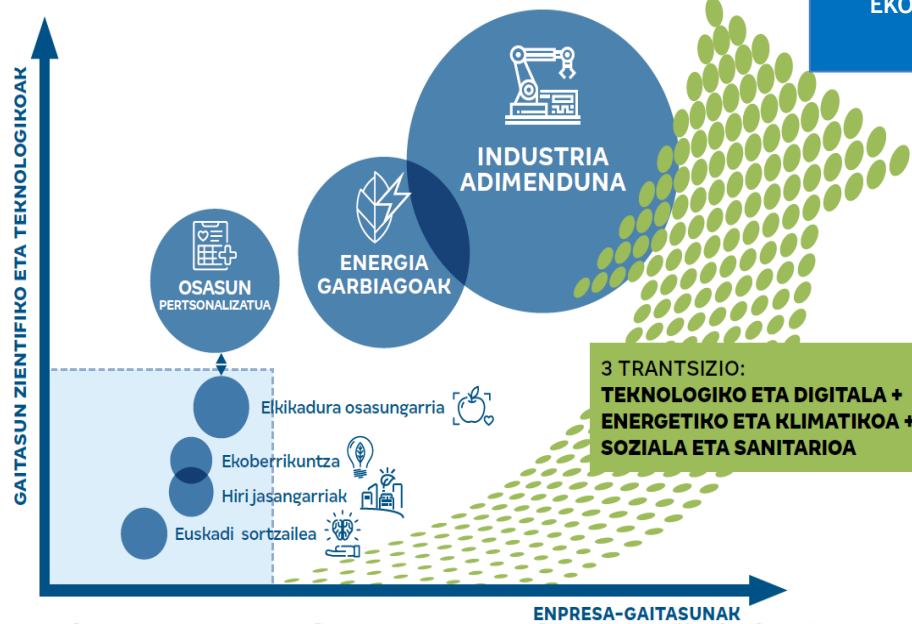 EKO
GAITASUN ZIENTIFIKO ETA TEKNOLOGIKOAK
INDUSTRIA
ADIMENDUNA
ENERGIA
GARBIAGOAK
OSASUN
PERTSONALIZATUA
3 TRANTSIZIO:
TEKNOLOGIKO ETA DIGITALA +
ENERGETIKO ETA KLIMATIKOA +
SOZIALA ETA SANITARIOA
Elkikadura osasungarria
Ekoberrikuntza
Hiri jasangarriak
Euskadi sortzailea
ENPRESA-GAITASUNAK